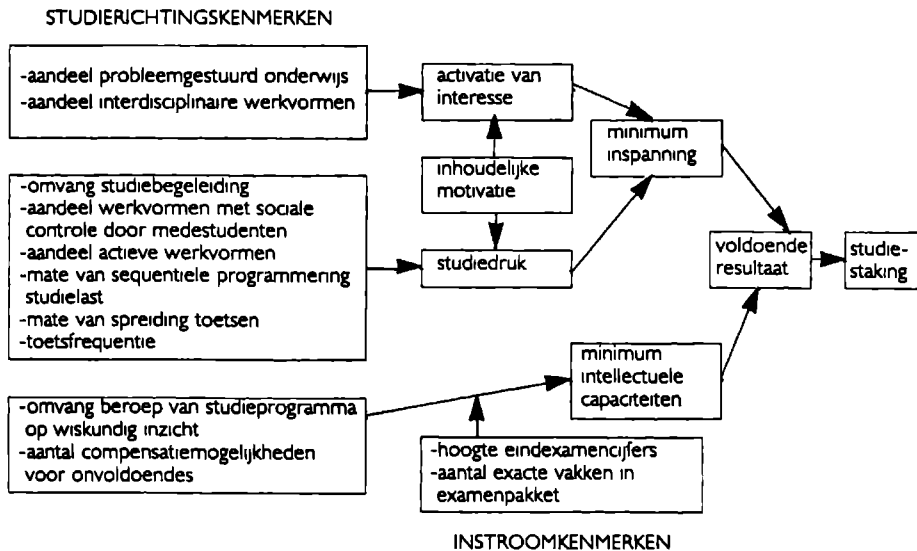 STUDIERICHTINGSKENMERKEN
-aandeel probleemgestuurd onderwijs
-aandeel interdisciplinaire werkvormen
activatie van
interesse
minimum
inspanning
inhoudelijke
motivatie
-omvang studiebegeleiding
-aandeel werkvormen met sociale
controle door medestudenten
-aandeel actieve werkvormen
-mate van sequentiele programmering
studielast
-mate van spreiding toetsen
-toetsfrequentie
studiedruk
voldoende
resultaat
studie-
staking
minimum
intellectuele
capaciteiten
-omvang beroep van studieprogramma
op wiskundig inzicht
-aantal compensatiemogelijkheden
voor onvoldoendes
-hoogte eindexamencijfers
-aantal exacte vakken in
examenpakket
INSTROOMKENMERKEN